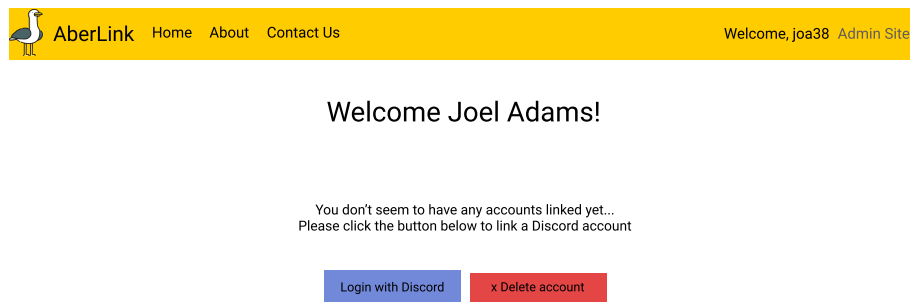 AberLink Home About Contact Us Welcome, joa38 Admin Site
Welcome Joel Adams!
You don’t seem to have any accounts linked yet...
Please click the button below to link a Discord account
Login with Discord x Delete account